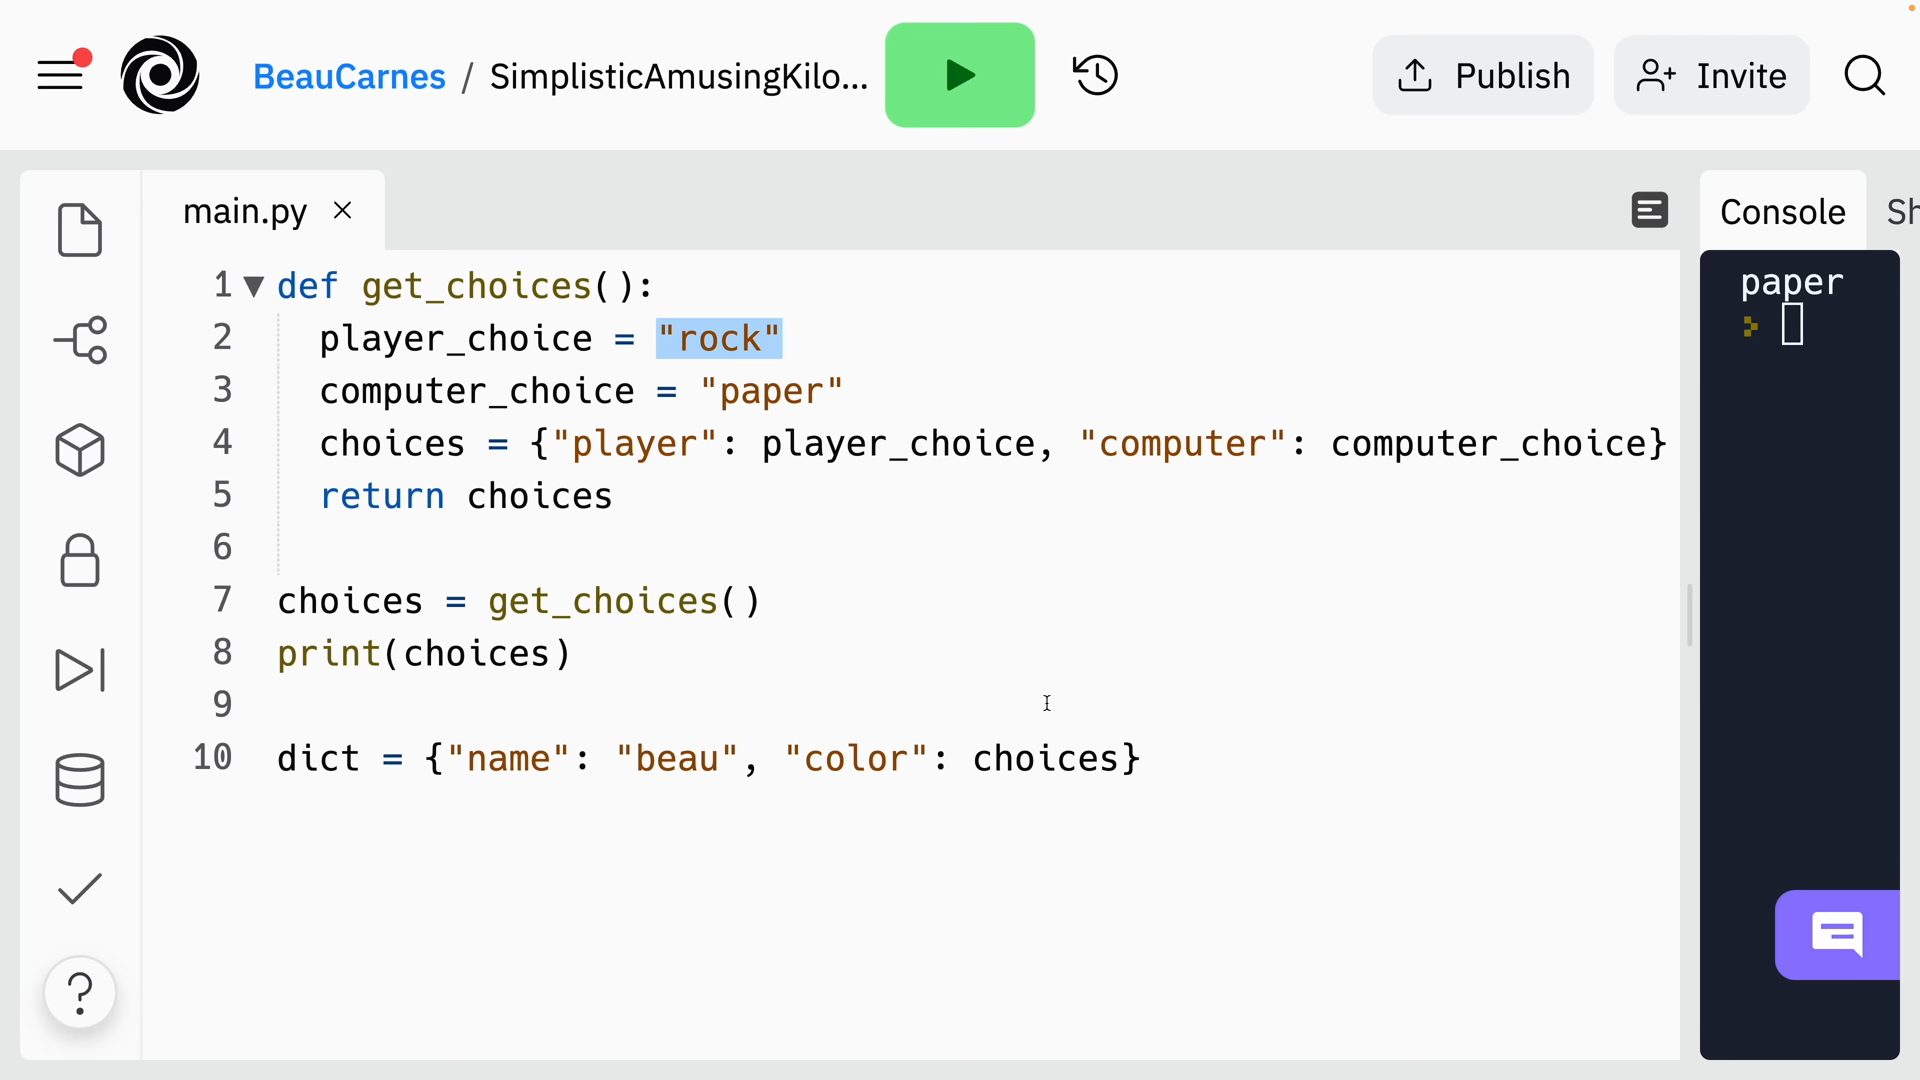 BeauCarnes / SimplisticAmusingKilo...
Publish
Invite
main.py
Console
Sh
1 def get_choices():
2 player_choice = "rock"
3 computer_choice = "paper"
4 choices = {"player": player_choice, "computer": computer_choice}
5 return choices
6
7 choices = get_choices()
8 print(choices)
9
10 dict = {"name": "beau", "color": choices}
paper
?